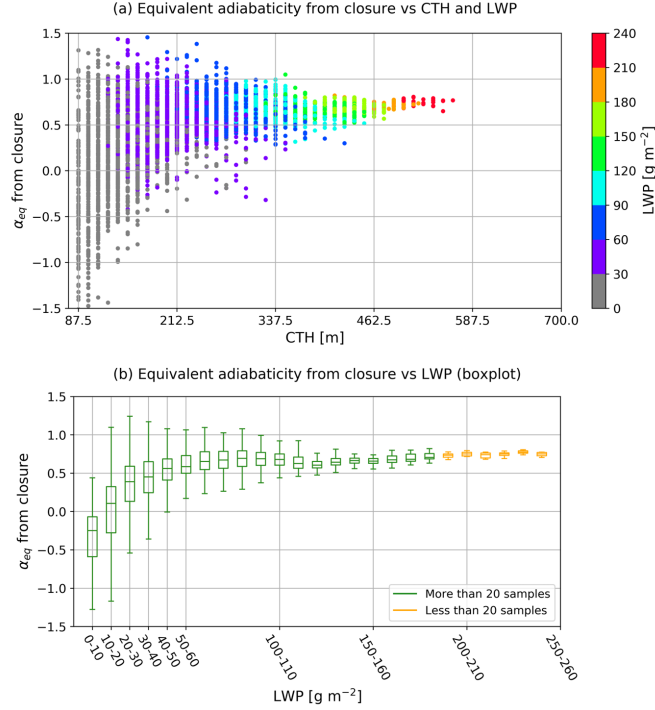 (a) Equivalent adiabaticity from closure vs CTH and LWP
1.5
1.0
0.5
0.0
−0.5
−1.0
−1.5
α_eq from closure
87.5 212.5 337.5 462.5 587.5 700.0
CTH [m]
240
210
180
150
120
90
60
30
0
LWP [g m⁻²]
(b) Equivalent adiabaticity from closure vs LWP (boxplot)
1.5
1.0
0.5
0.0
−0.5
−1.0
−1.5
α_eq from closure
More than 20 samples
Less than 20 samples
0-10 10-20 20-30 30-40 40-50 50-60 100-110 150-160 200-210 250-260
LWP [g m⁻²]